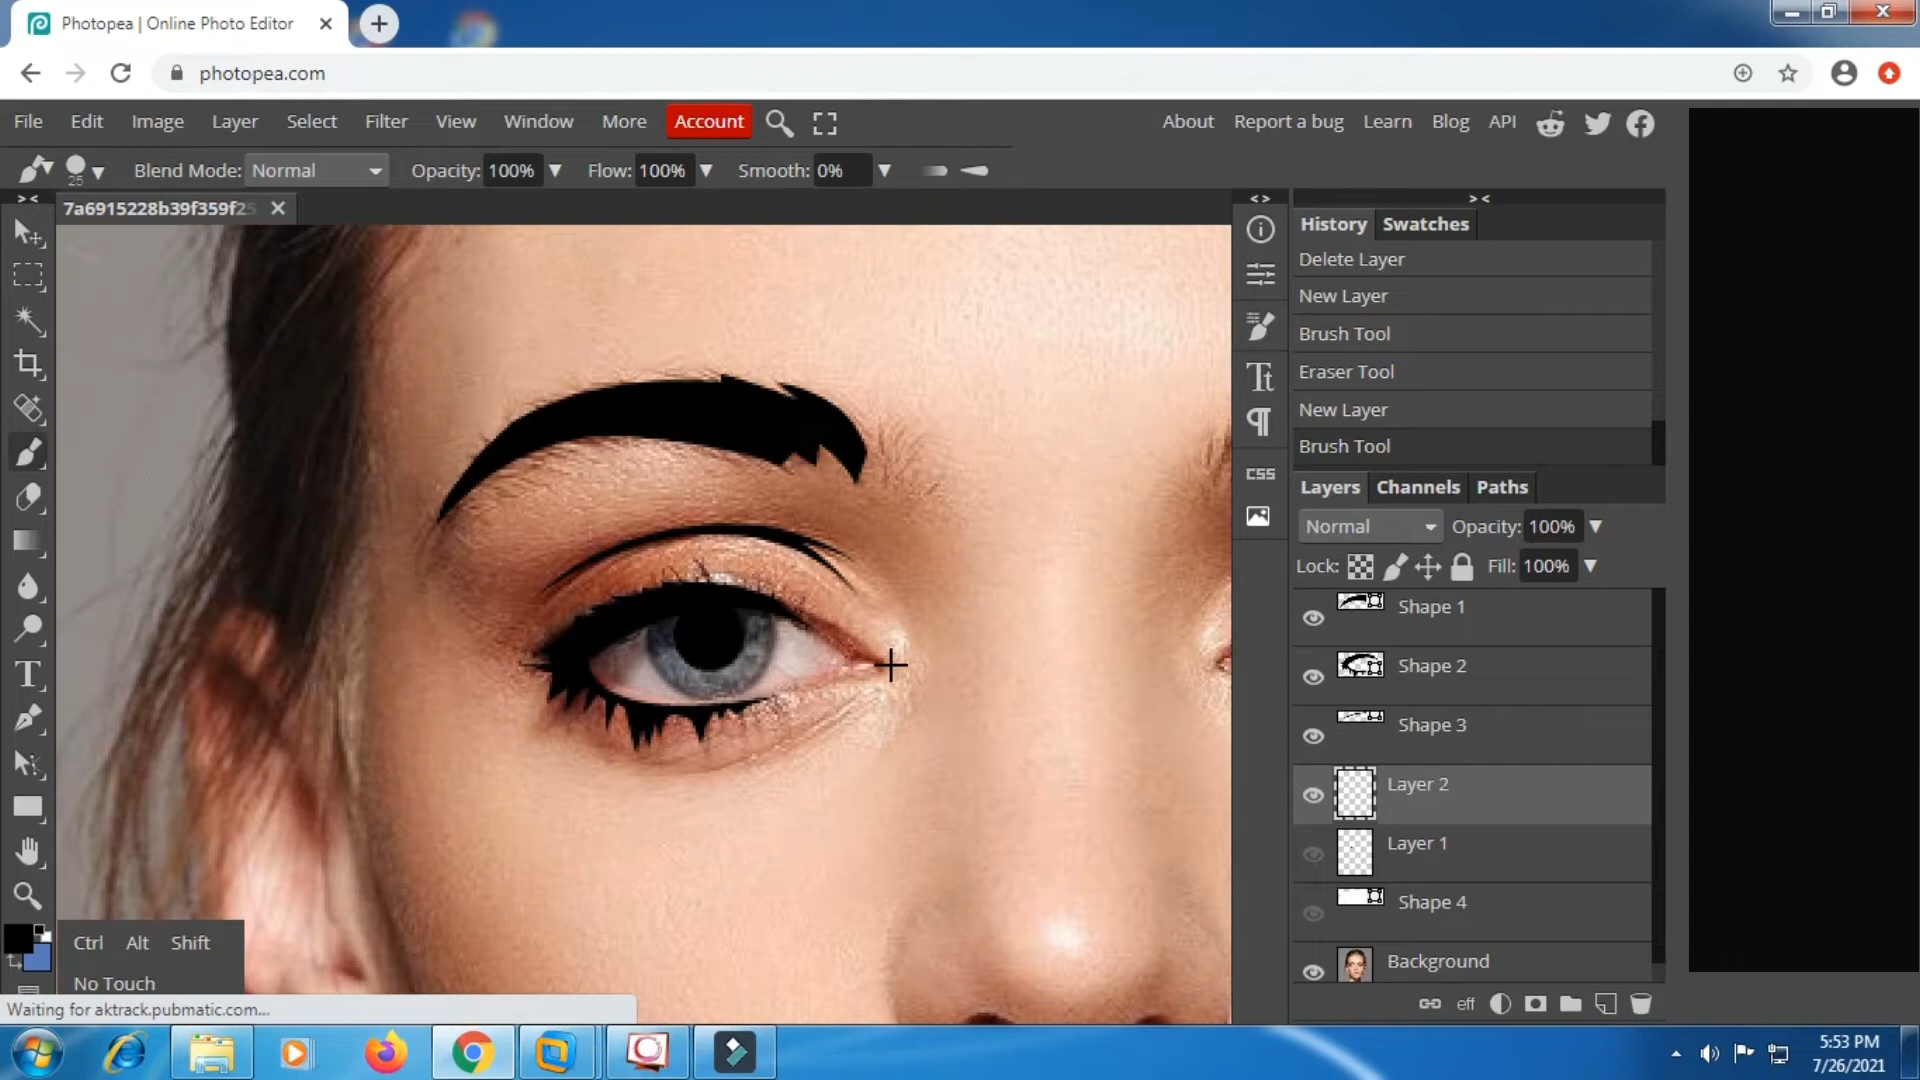 Photopea | Online Photo Editor
photopea.com
File Edit Image Layer Select Filter View Window More Account
About Report a bug Learn Blog API
25 Blend Mode: Normal Opacity: 100% Flow: 100% Smooth: 0%
7a6915228b39f359f25
History Swatches
Delete Layer
New Layer
Brush Tool
Eraser Tool
New Layer
Brush Tool
CSS
Layers Channels Paths
Normal Opacity: 100%
Lock: Fill: 100%
Shape 1
Shape 2
Shape 3
Layer 2
Layer 1
Shape 4
Background
eff
Ctrl Alt Shift
No Touch
Waiting for aktrack.pubmatic.com...
5:53 PM
7/26/2021